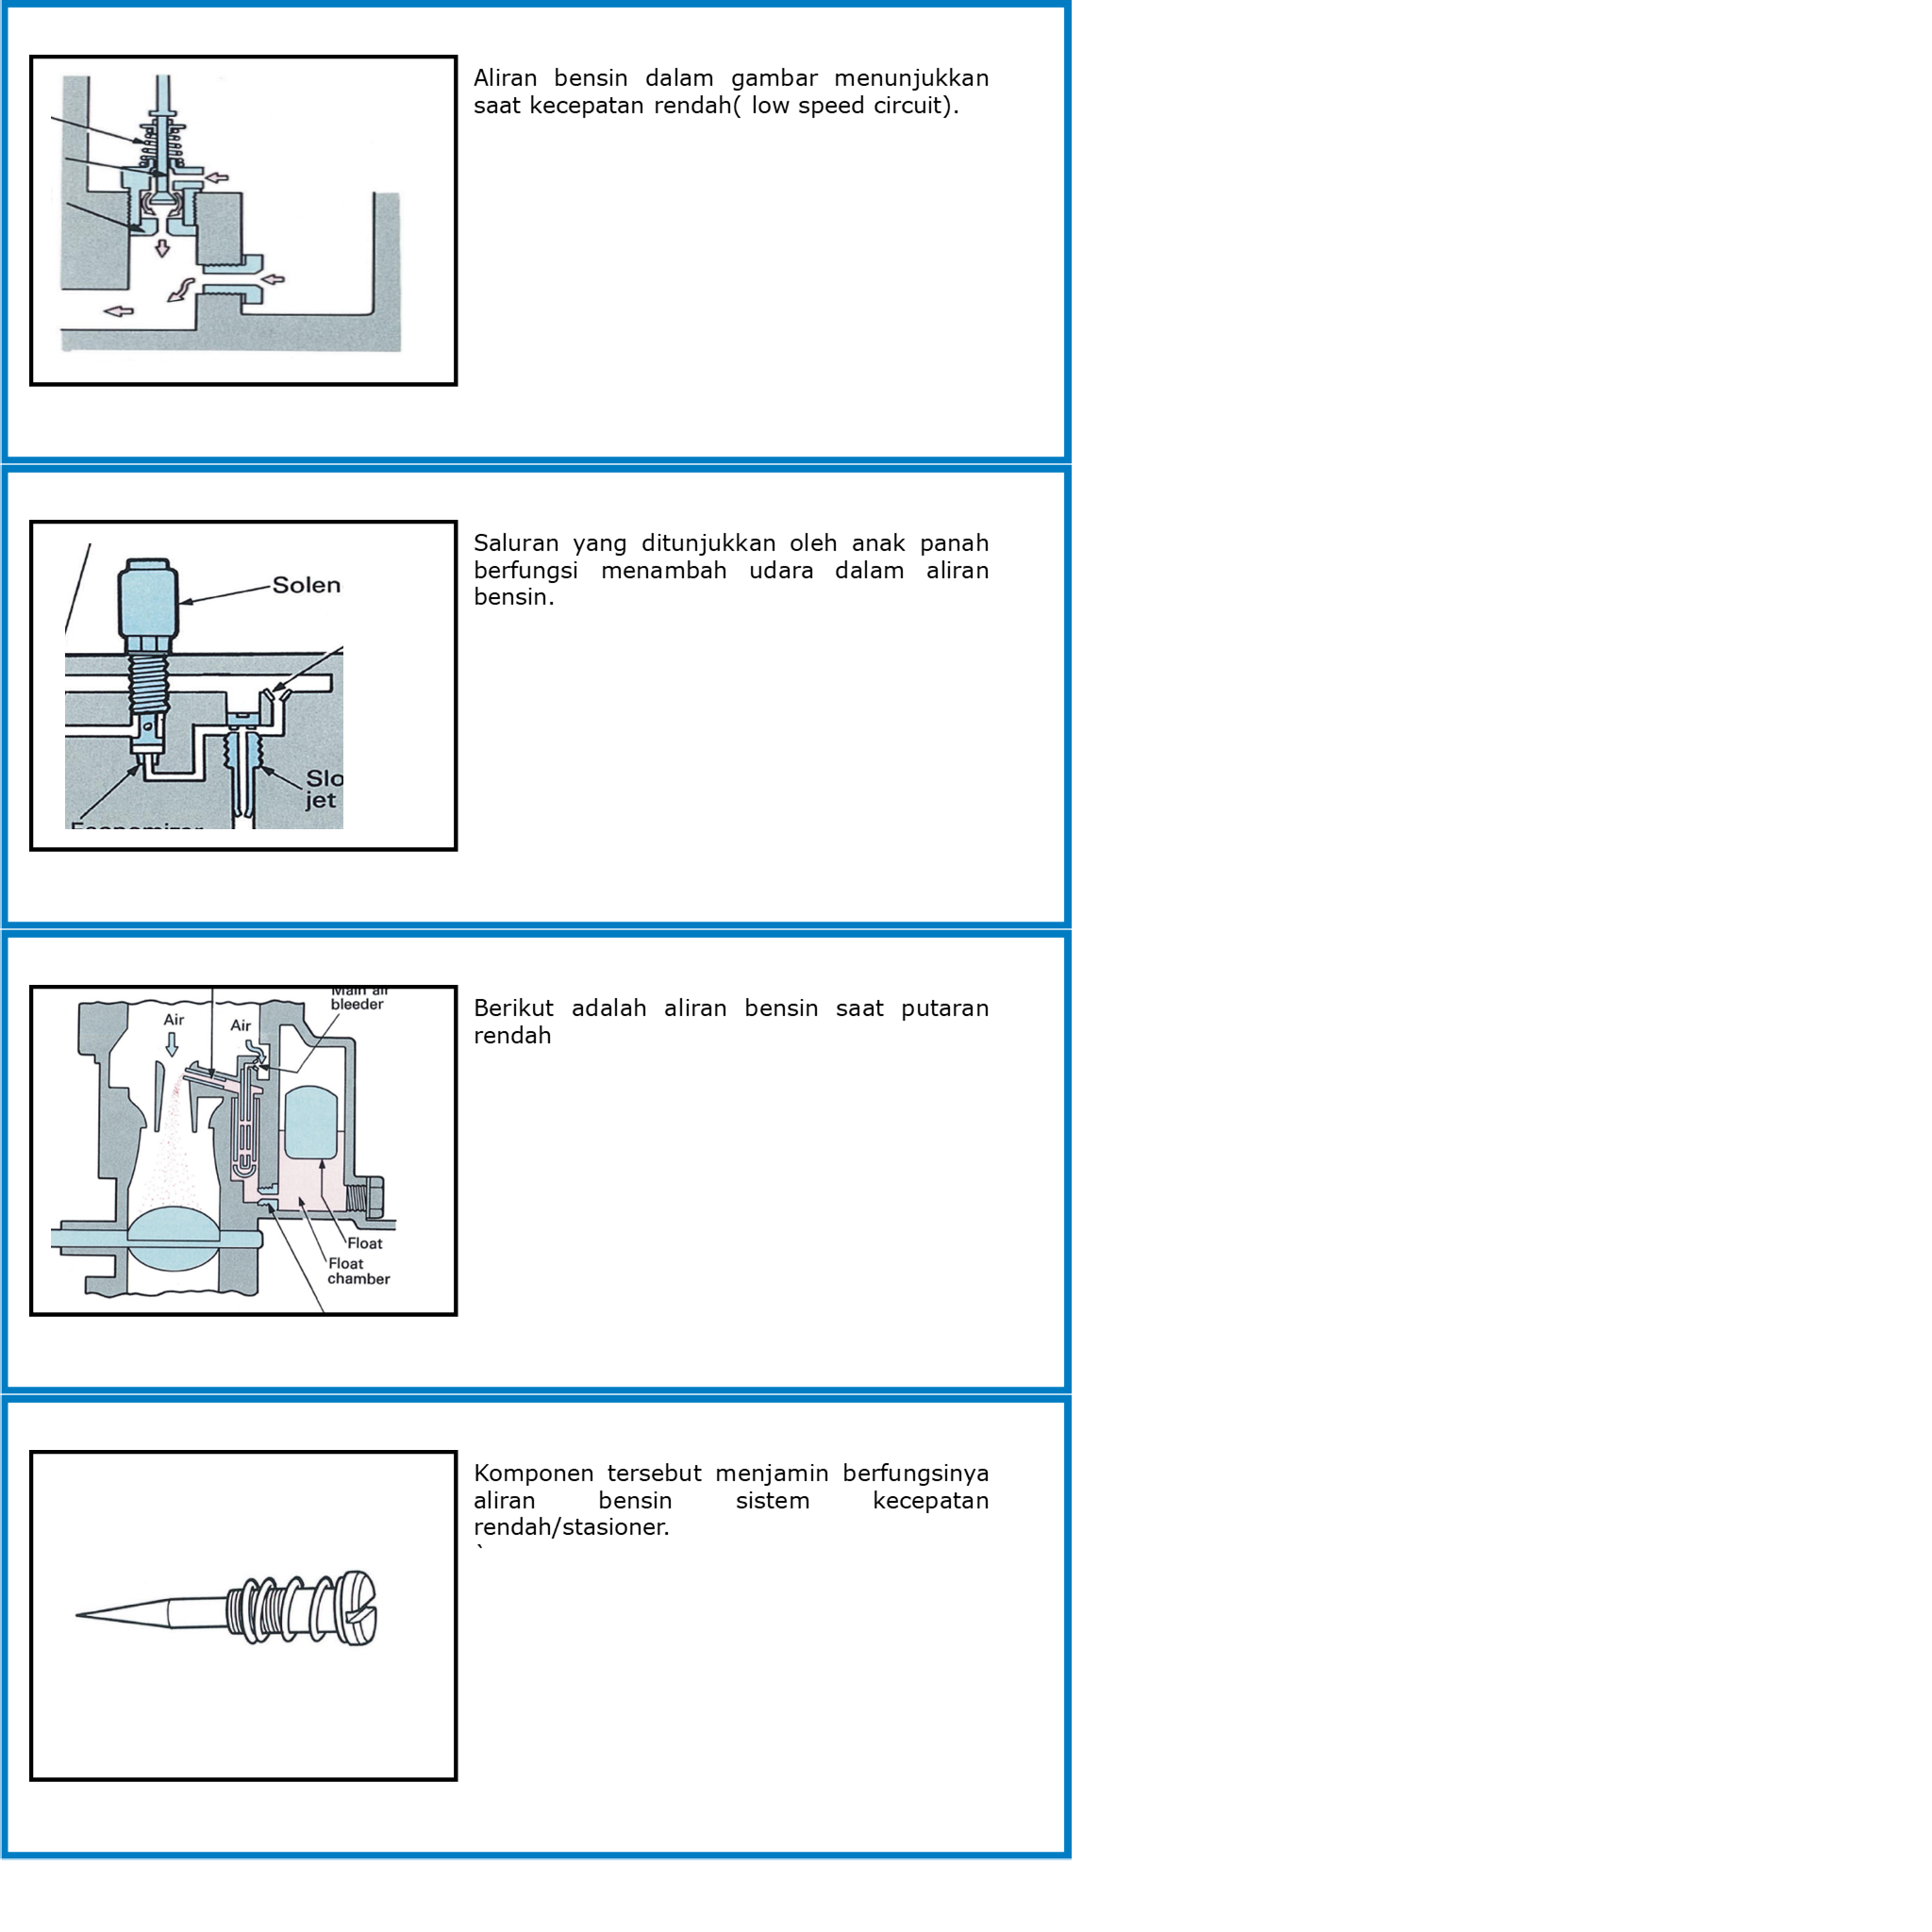 Aliran bensin dalam gambar menunjukkan
saat kecepatan rendah( low speed circuit).
Solen
Slo
jet
Saluran yang ditunjukkan oleh anak panah
berfungsi menambah udara dalam aliran
bensin.
Main air
bleeder
Air
Air
Float
Float
chamber
Berikut adalah aliran bensin saat putaran
rendah
Komponen tersebut menjamin berfungsinya
aliran bensin sistem kecepatan
rendah/stasioner.
`